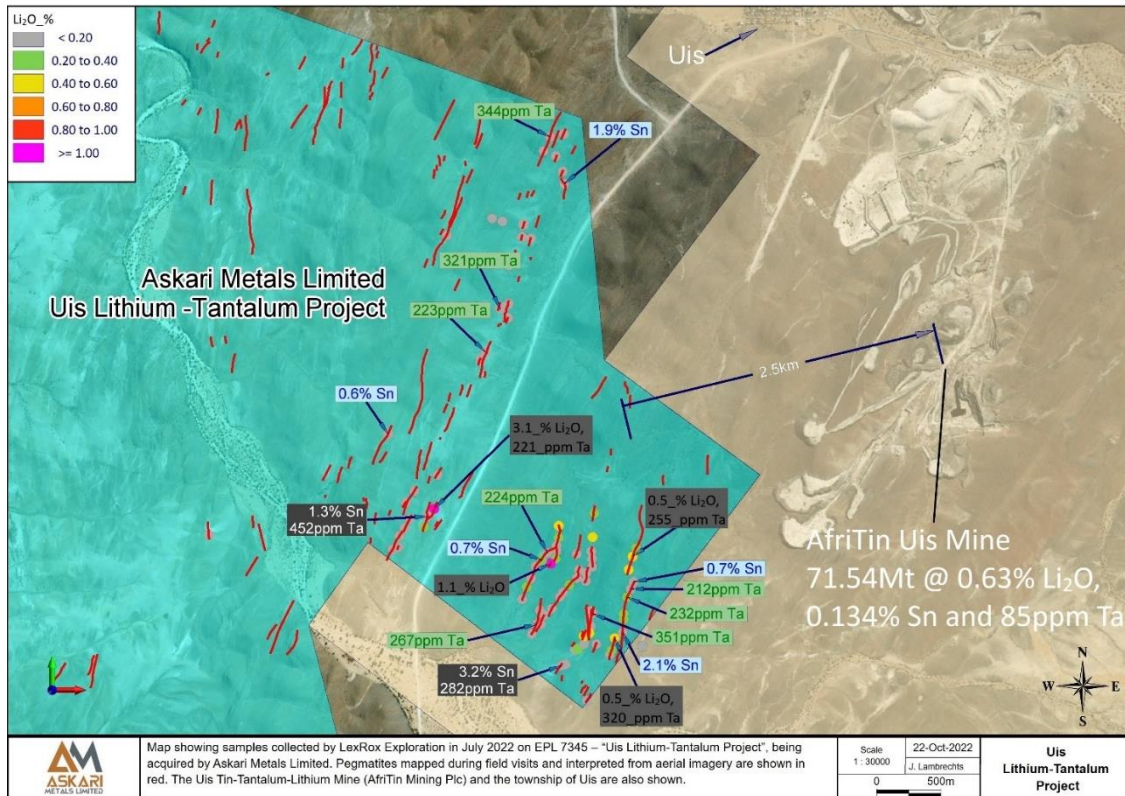 Li₂O_%
< 0.20
0.20 to 0.40
0.40 to 0.60
0.60 to 0.80
0.80 to 1.00
>= 1.00
Uis
344ppm Ta
1.9% Sn
Askari Metals Limited
Uis Lithium -Tantalum Project
321ppm Ta
223ppm Ta
2.5km
0.6% Sn
3.1_% Li₂O,
221_ppm Ta
1.3% Sn
452ppm Ta
224ppm Ta
0.5_% Li₂O,
255_ppm Ta
0.7% Sn
1.1_% Li₂O
0.7% Sn
212ppm Ta
232ppm Ta
267ppm Ta
351ppm Ta
3.2% Sn
282ppm Ta
2.1% Sn
0.5_% Li₂O,
320_ppm Ta
AfriTin Uis Mine
71.54Mt @ 0.63% Li₂O,
0.134% Sn and 85ppm Ta
N
W
E
S
AM
ASKARI
METALS LIMITED
Map showing samples collected by LexRox Exploration in July 2022 on EPL 7345 – "Uis Lithium-Tantalum Project", being
acquired by Askari Metals Limited. Pegmatites mapped during field visits and interpreted from aerial imagery are shown in
red. The Uis Tin-Tantalum-Lithium Mine (AfriTin Mining Plc) and the township of Uis are also shown.
Scale
1 : 30000
22-Oct-2022
J. Lambrechts
0
500m
Uis
Lithium-Tantalum
Project